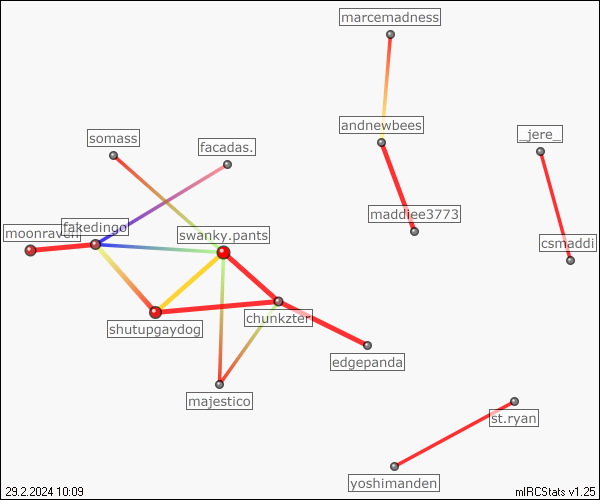 marcemadness
andnewbees
_jere_
somass
facadas.
maddiee3773
moonraven
fakedingo
swanky.pants
csmaddi
chunkzter
shutupgaydog
edgepanda
majestico
st.ryan
yoshimanden
29.2.2024 10:09
mIRCStats v1.25